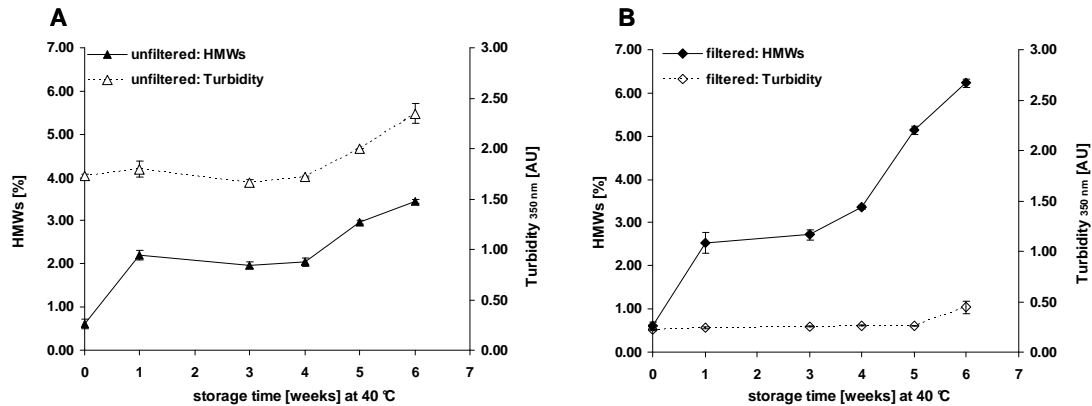 A
unfiltered: HMWs
unfiltered: Turbidity
7.00
6.00
5.00
4.00
3.00
2.00
1.00
0.00
HMWs [%]
3.00
2.50
2.00
1.50
1.00
0.50
0.00
Turbidity 350 nm [AU]
0 1 2 3 4 5 6 7
storage time [weeks] at 40 °C
B
filtered: HMWs
filtered: Turbidity
7.00
6.00
5.00
4.00
3.00
2.00
1.00
0.00
HMWs [%]
3.00
2.50
2.00
1.50
1.00
0.50
0.00
Turbidity 350 nm [AU]
0 1 2 3 4 5 6 7
storage time [weeks] at 40 °C